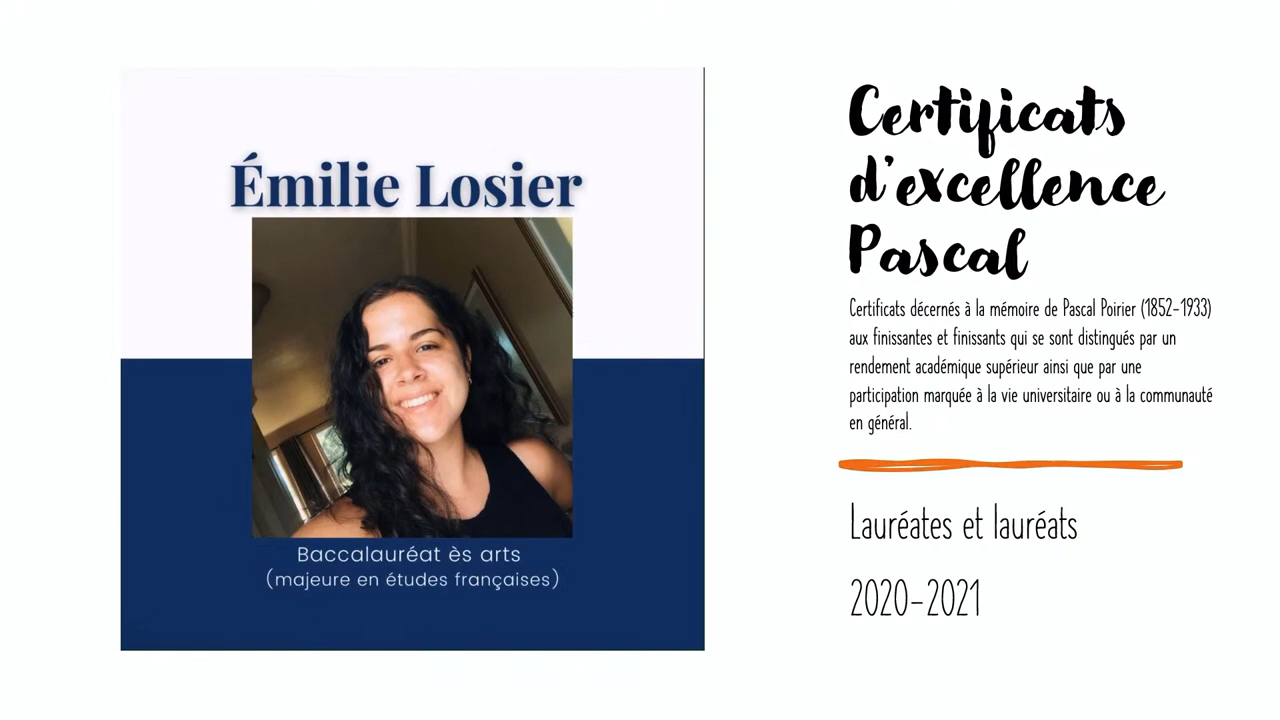 Émilie Losier
Baccalauréat ès arts
(majeure en études françaises)
Certificats
d'excellence
Pascal
Certificats décernés à la mémoire de Pascal Poirier (1852-1933)
aux finissantes et finissants qui se sont distingués par un
rendement académique supérieur ainsi que par une
participation marquée à la vie universitaire ou à la communauté
en général.
Lauréates et lauréats
2020-2021